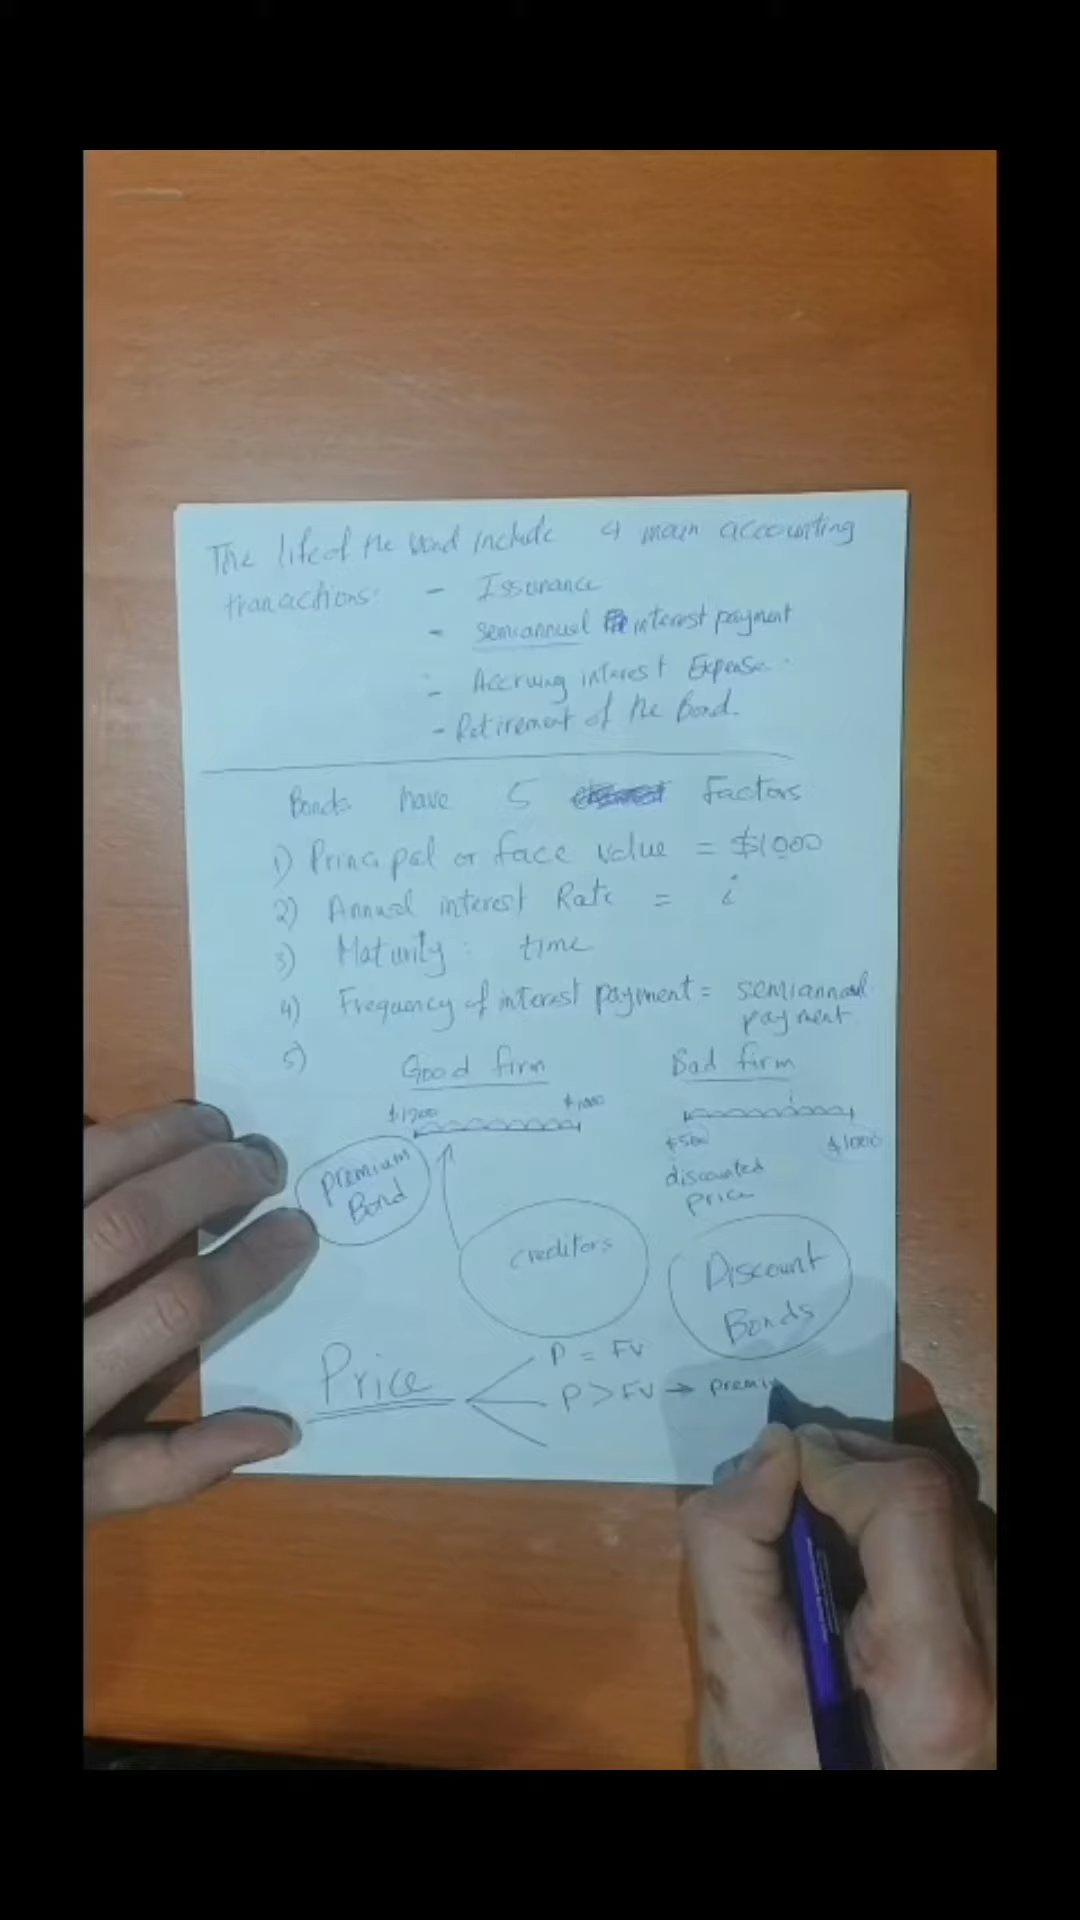 The life of the bond include 4 main accounting
tranactions:
- Issurance
- semiannual interest payment
- Accruing interest Expense.
- Retirement of the Bond.
Bonds have 5 Factors
1) Principal or face value = $1000
2) Annual interest Rate = i
3) Maturity: time
4) Frequency of interest payment = semiannual
payment
5)
Good firm
Bad firm
$1200
$1000
$500
$1000
discounted
price
premium
Bond
creditors
Discount
Bonds
Price
P = FV
P > FV → premi